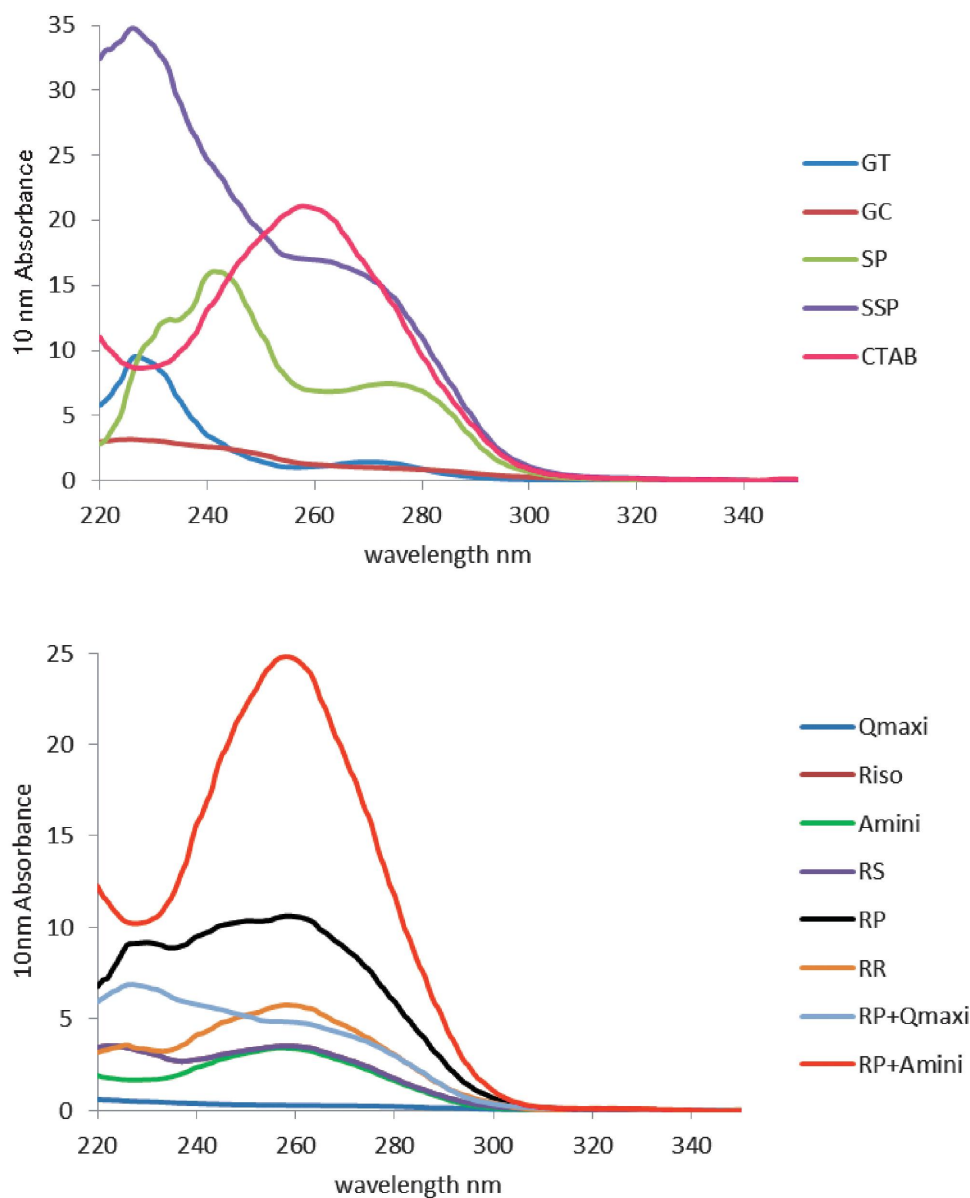 35
30
25
20
15
10
5
0
10 nm Absorbance
220 240 260 280 300 320 340
wavelength nm
GT
GC
SP
SSP
CTAB
25
20
15
10
5
0
10nm Absorbance
220 240 260 280 300 320 340
wavelength nm
Qmaxi
Riso
Amini
RS
RP
RR
RP+Qmaxi
RP+Amini